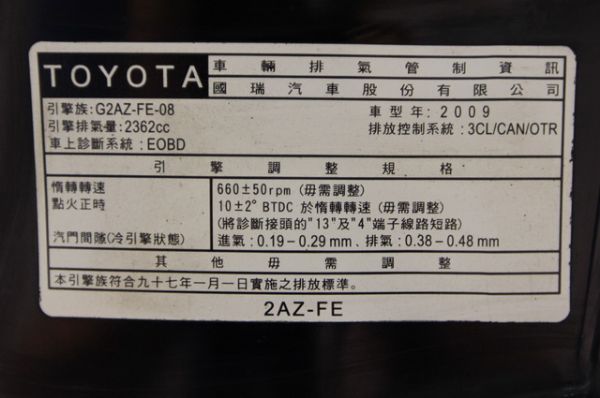 TOYOTA 車輛排氣管制資訊
國瑞汽車股份有限公司
引擎族:G2AZ-FE-08 車型年:2009
引擎排氣量:2362cc 排放控制系統:3CL/CAN/OTR
車上診斷系統:EOBD
引擎調整規格
惰轉轉速 660±50rpm (毋需調整)
點火正時 10±2° BTDC 於惰轉轉速 (毋需調整)
(將診斷接頭的"13"及"4"端子線路短路)
汽門間隙(冷引擎狀態) 進氣:0.19-0.29 mm、排氣:0.38-0.48 mm
其他毋需調整
本引擎族符合九十七年一月一日實施之排放標準。
2AZ-FE